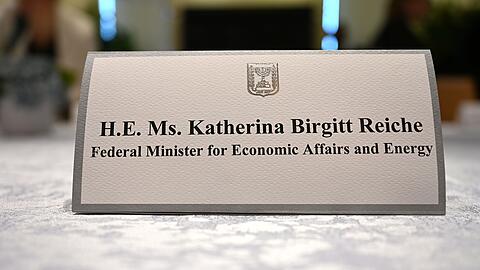 H.E. Ms. Katherina Birgitt Reiche
Federal Minister for Economic Affairs and Energy